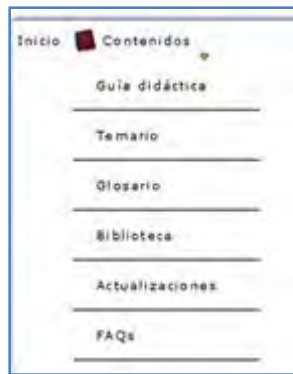 Inicio Contenidos
Guía didáctica
Temario
Glosario
Biblioteca
Actualizaciones
FAQs